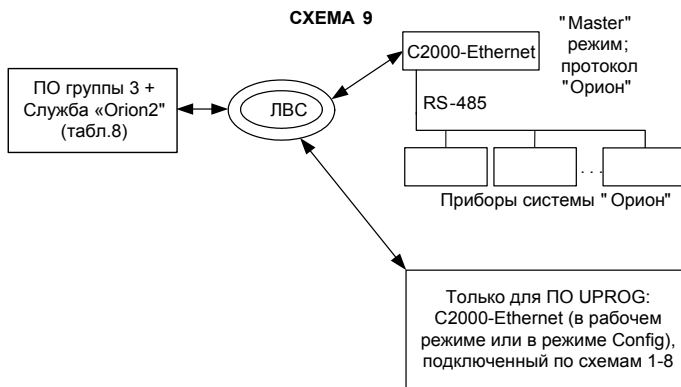 СХЕМА 9
"Master"
режим;
протокол
"Орион"
C2000-Ethernet
ПО группы 3 +
Служба «Orion2"
(табл.8)
ЛВС
RS-485
. . .
Приборы системы "Орион"
Только для ПО UPROG:
C2000-Ethernet (в рабочем
режиме или в режиме Config),
подключенный по схемам 1-8